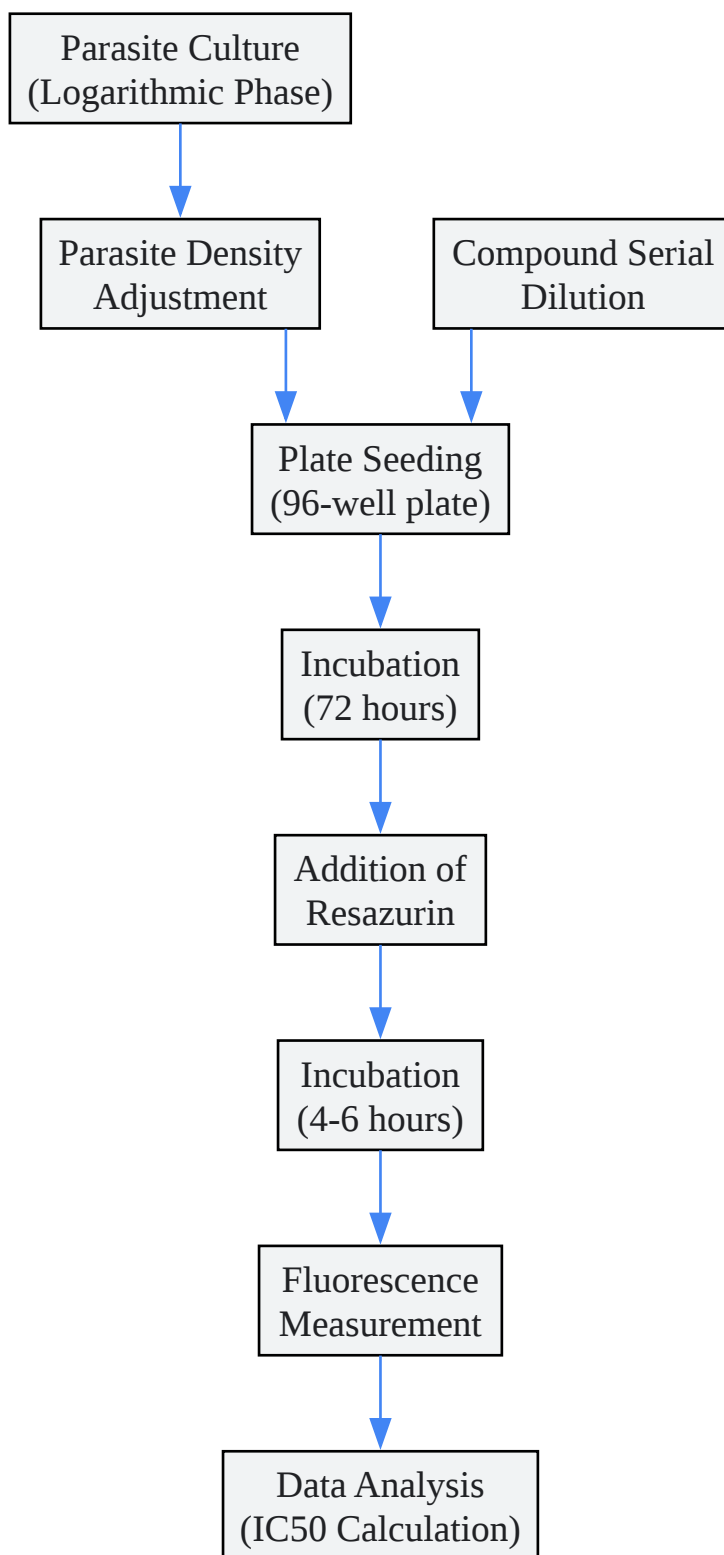 Parasite Culture
(Logarithmic Phase)
Parasite Density
Adjustment
Compound Serial
Dilution
Plate Seeding
(96-well plate)
Incubation
(72 hours)
Addition of
Resazurin
Incubation
(4-6 hours)
Fluorescence
Measurement
Data Analysis
(IC50 Calculation)